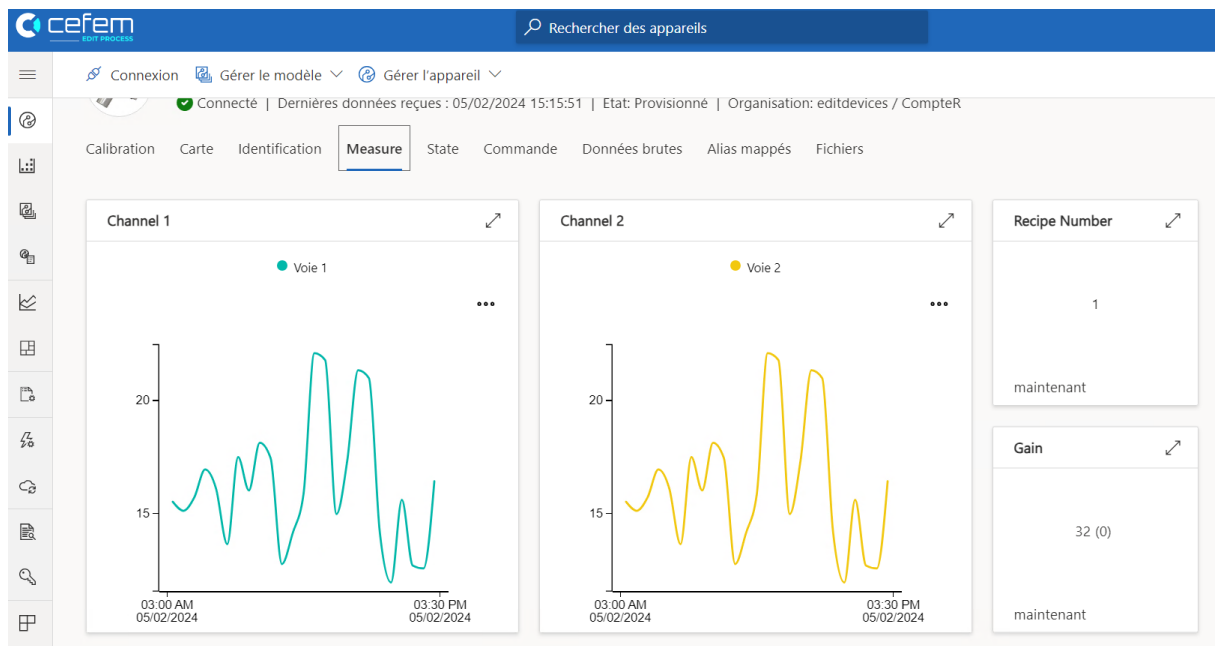 cefem
EDIT PROCESS
Rechercher des appareils
Connexion Gérer le modèle Gérer l'appareil
Connecté | Dernières données reçues : 05/02/2024 15:15:51 | Etat: Provisionné | Organisation: editdevices / CompteR
Calibration Carte Identification Measure State Commande Données brutes Alias mappés Fichiers
Channel 1
Voie 1
20
15
03:00 AM 03:30 PM
05/02/2024 05/02/2024
Channel 2
Voie 2
20
15
03:00 AM 03:30 PM
05/02/2024 05/02/2024
Recipe Number
1
maintenant
Gain
32 (0)
maintenant